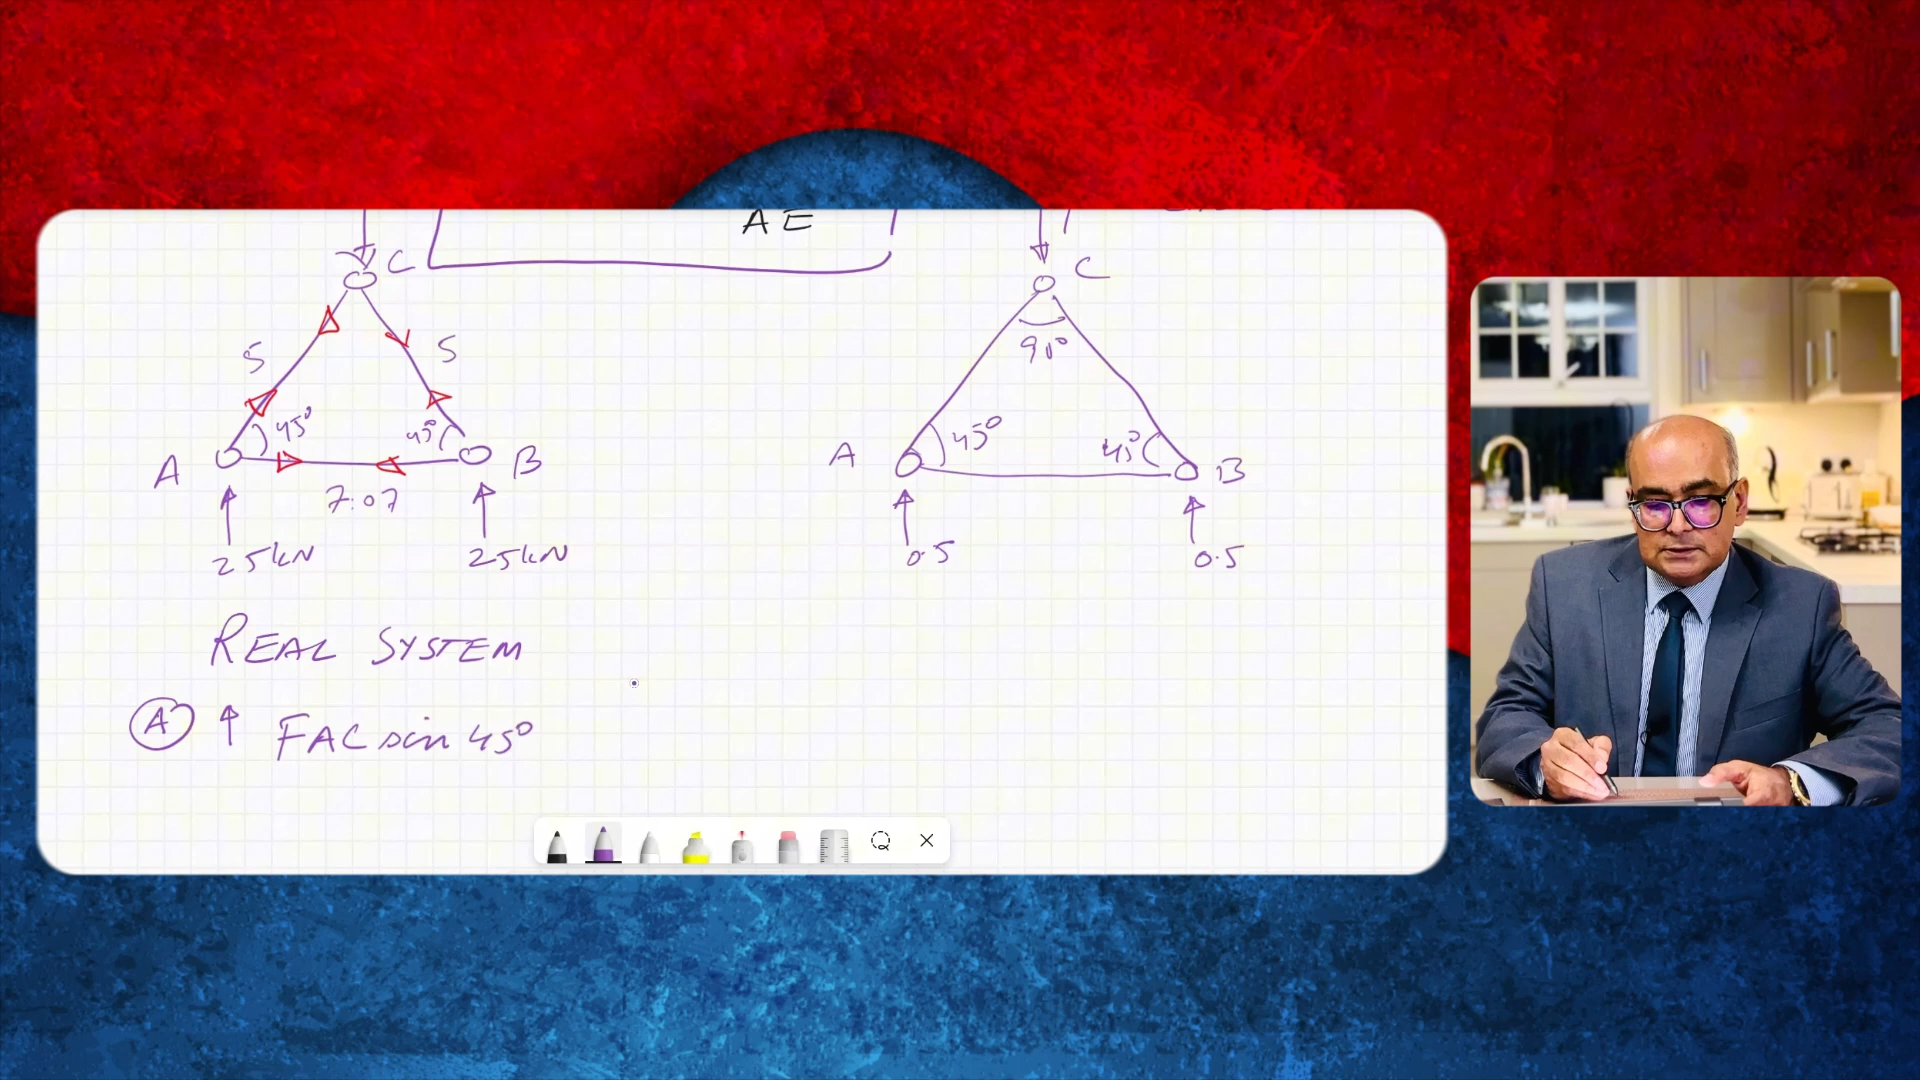 AE
C
C
S
S
90°
45°
45°
45°
45°
A
B
A
B
7.07
25kN
25kN
0.5
0.5
REAL SYSTEM
A ↑ FAC sin 45°